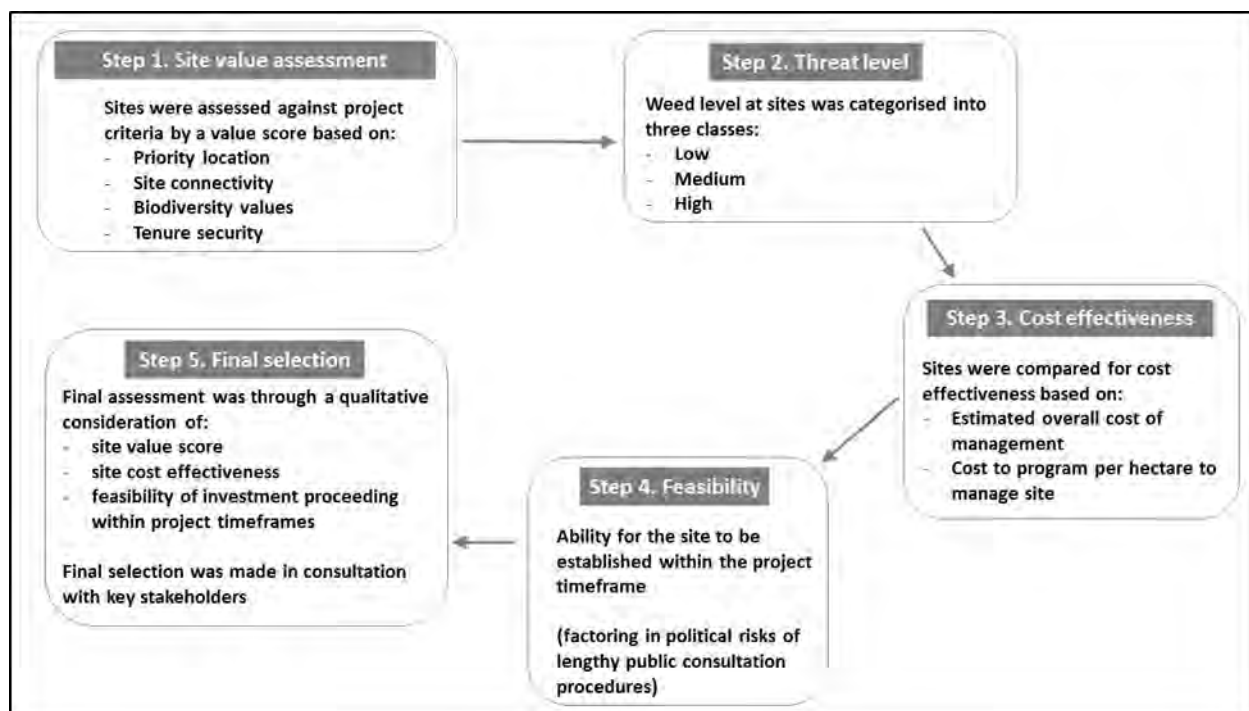 Step 1. Site value assessment
Sites were assessed against project
criteria by a value score based on:
- Priority location
- Site connectivity
- Biodiversity values
- Tenure security
Step 2. Threat level
Weed level at sites was categorised into
three classes:
- Low
- Medium
- High
Step 3. Cost effectiveness
Sites were compared for cost
effectiveness based on:
- Estimated overall cost of
management
- Cost to program per hectare to
manage site
Step 4. Feasibility
Ability for the site to be
established within the project
timeframe
(factoring in political risks of
lengthy public consultation
procedures)
Step 5. Final selection
Final assessment was through a qualitative
consideration of:
- site value score
- site cost effectiveness
- feasibility of investment proceeding
within project timeframes
Final selection was made in consultation
with key stakeholders